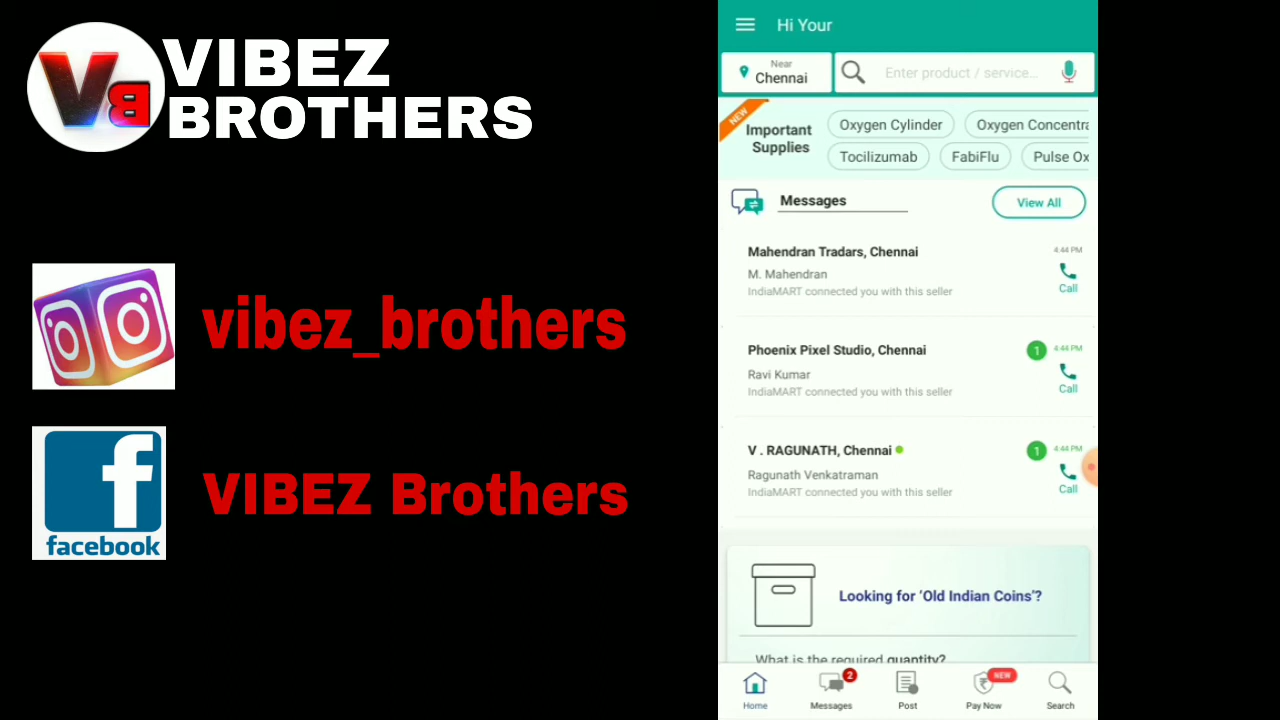 VB
VIBEZ
BROTHERS
vibez_brothers
facebook
VIBEZ Brothers
Hi Your
Near
Chennai
Enter product / service...
NEW
Important
Supplies
Oxygen Cylinder
Oxygen Concentra
Tocilizumab
FabiFlu
Pulse Ox
Messages
View All
Mahendran Tradars, Chennai
4:44 PM
M. Mahendran
IndiaMART connected you with this seller
Call
Phoenix Pixel Studio, Chennai
1
4:44 PM
Ravi Kumar
IndiaMART connected you with this seller
Call
V . RAGUNATH, Chennai
1
4:44 PM
Ragunath Venkatraman
IndiaMART connected you with this seller
Call
Looking for ‘Old Indian Coins’?
What is the required quantity?
2
NEW
Home
Messages
Post
Pay Now
Search